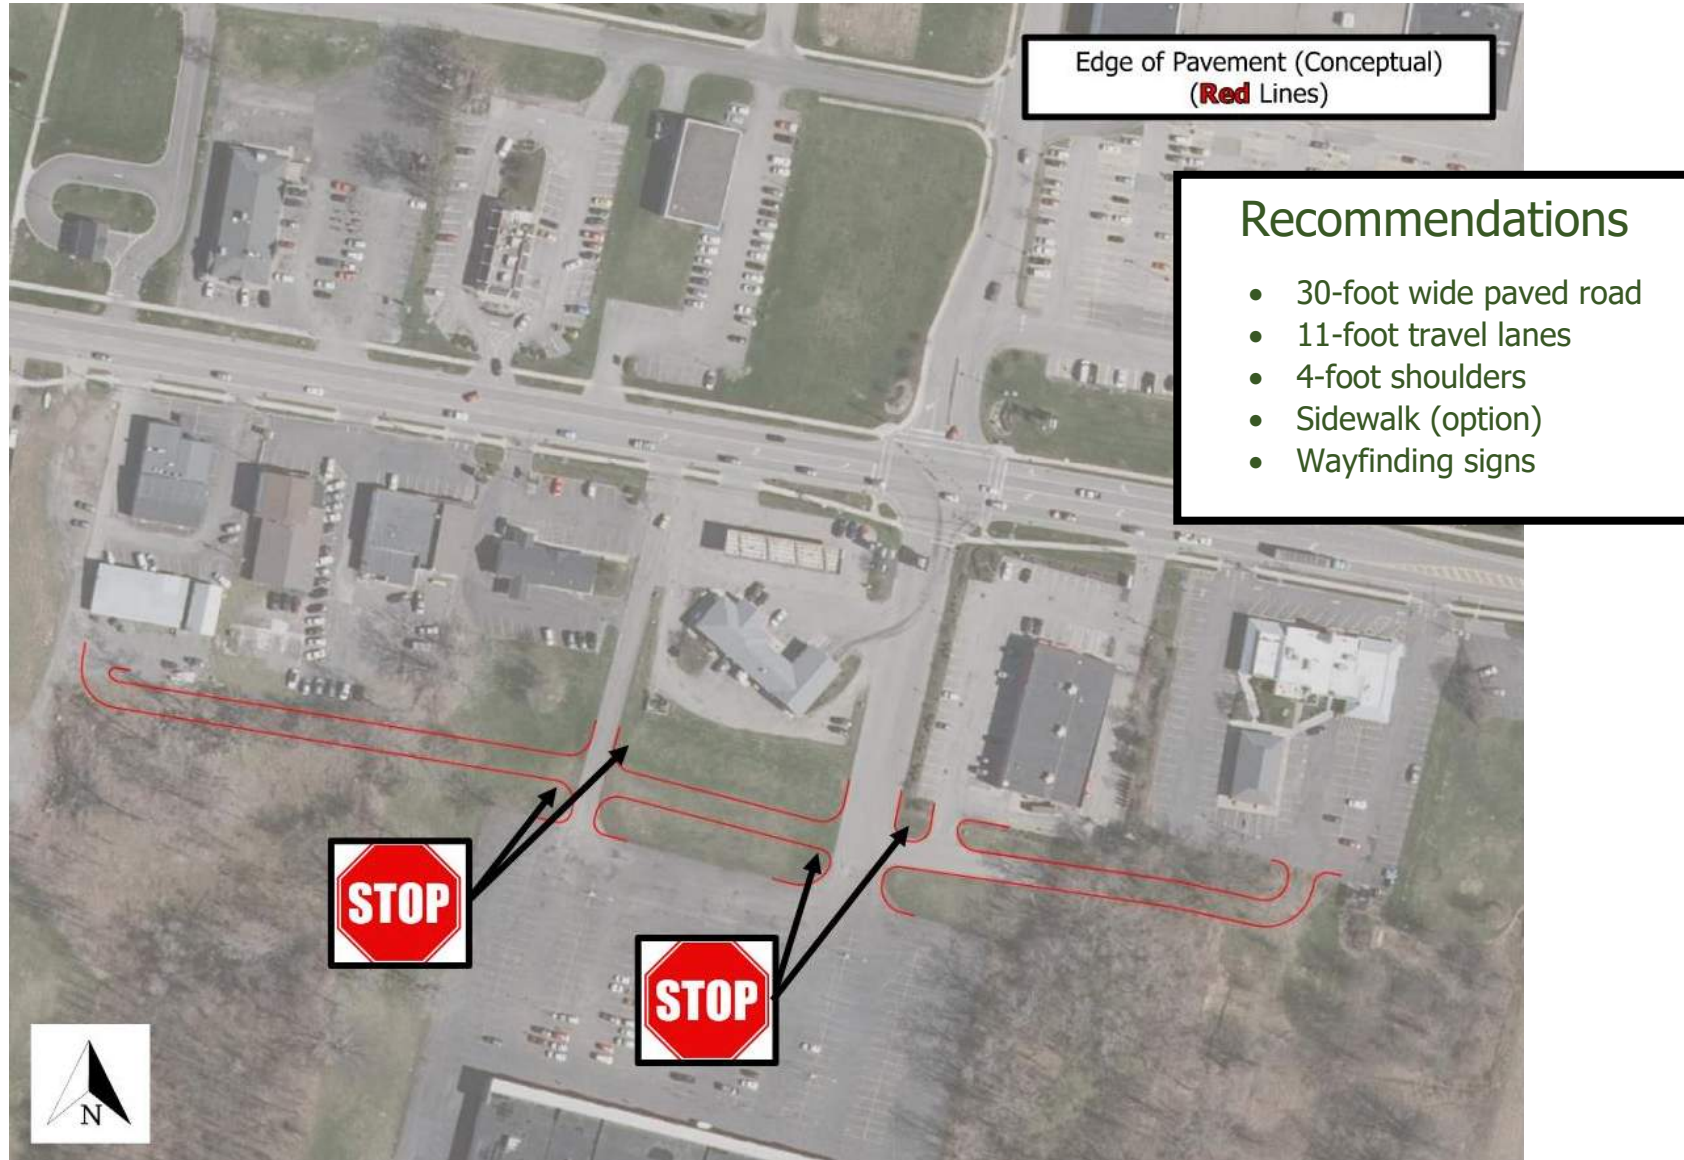 Edge of Pavement (Conceptual)
(Red Lines)
Recommendations
• 30-foot wide paved road
• 11-foot travel lanes
• 4-foot shoulders
• Sidewalk (option)
• Wayfinding signs
STOP
STOP
N